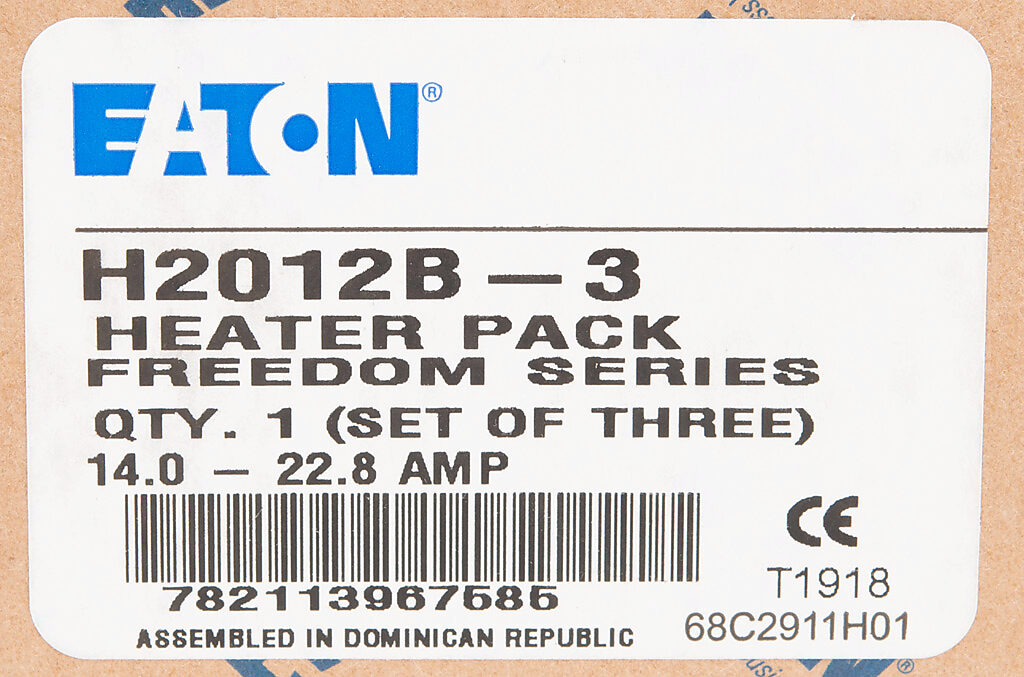 EATON®
H2012B — 3
HEATER PACK
FREEDOM SERIES
QTY. 1 (SET OF THREE)
14.0 — 22.8 AMP
CE
782113967585
T1918
68C2911H01
ASSEMBLED IN DOMINICAN REPUBLIC